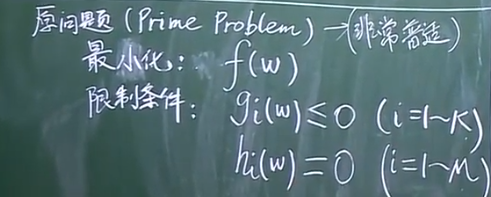 原问题 (Prime Problem) → (非常普适)
最小化: f(w)
限制条件: gi(w) ≤ 0 (i=1~K)
hi(w) = 0 (i=1~M)